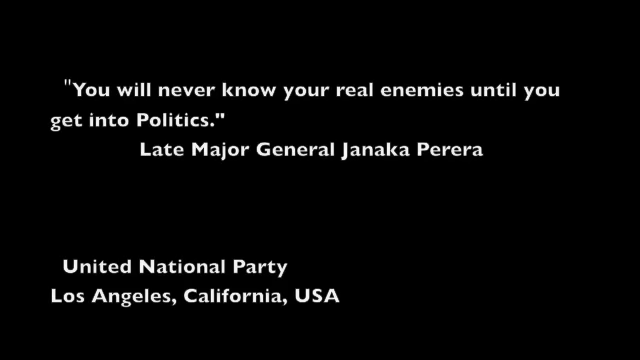 "You will never know your real enemies until you
get into Politics."
Late Major General Janaka Perera
United National Party
Los Angeles, California, USA